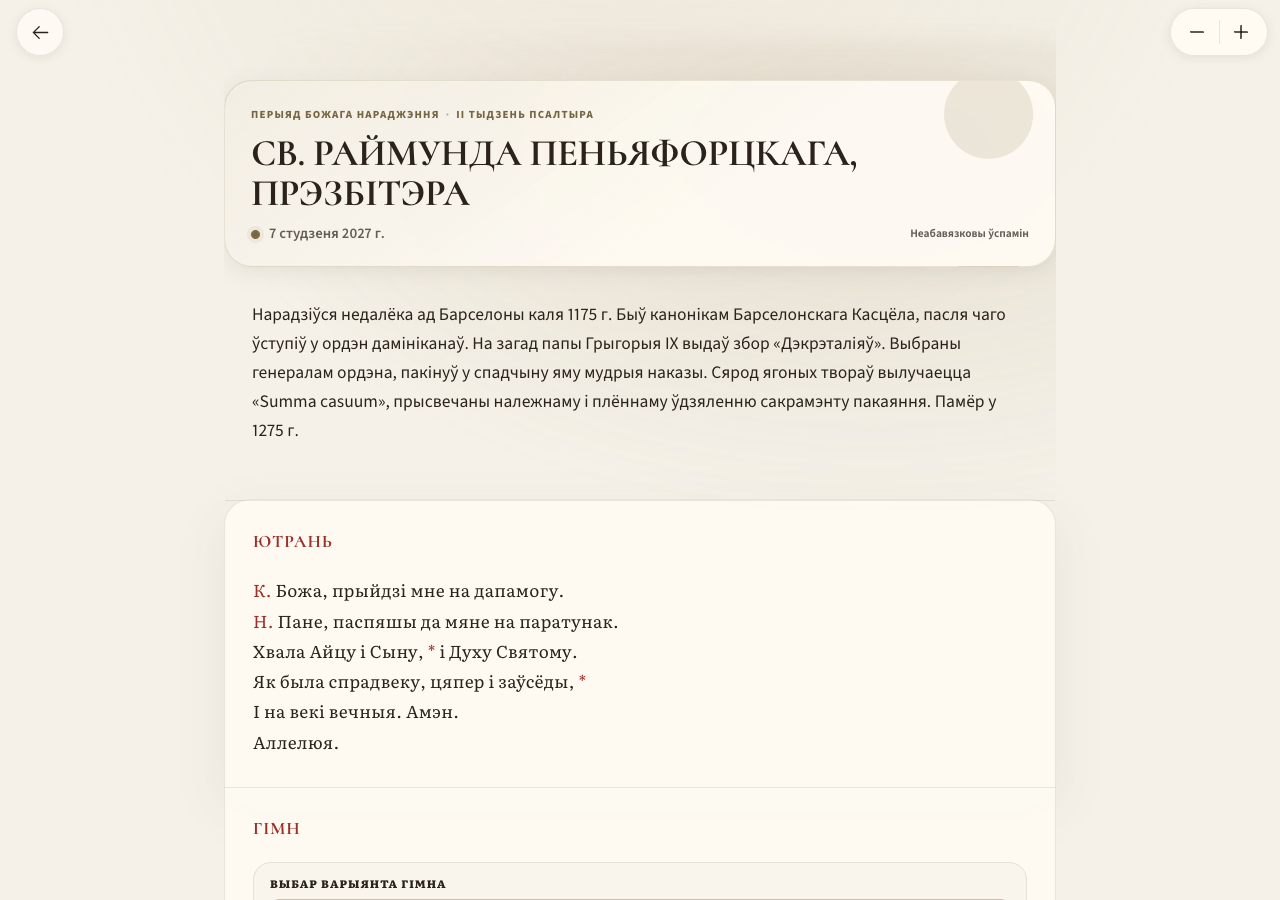 ПЕРЫЯД БОЖАГА НАРАДЖЭННЯ · II ТЫДЗЕНЬ ПСАЛТЫРА
СВ. РАЙМУНДА ПЕНЬЯФОРЦКАГА,
ПРЭЗБІТЭРА
7 студзеня 2027 г.
Неабавязковы ўспамін
Нарадзіўся недалёка ад Барселоны каля 1175 г. Быў канонікам Барселонскага Касцёла, пасля чаго
ўступіў у ордэн дамініканаў. На загад папы Грыгорыя IX выдаў збор «Дэкрэталіяў». Выбраны
генералам ордэна, пакінуў у спадчыну яму мудрыя наказы. Сярод ягоных твораў вылучаецца
«Summa casuum», прысвечаны належнаму і плённаму ўдзяленню сакрамэнту пакаяння. Памёр у
1275 г.
ЮТРАНЬ
К. Божа, прыйдзі мне на дапамогу.
Н. Пане, паспяшы да мяне на паратунак.
Хвала Айцу і Сыну, * і Духу Святому.
Як была спрадвеку, цяпер і заўсёды, *
І на векі вечныя. Амэн.
Аллелюя.
ГІМН
ВЫБАР ВАРЫЯНТА ГІМНА